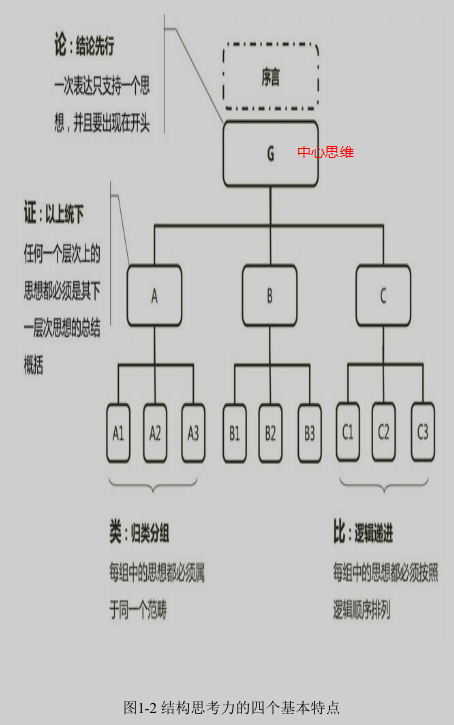 论：结论先行
一次表达只支持一个思
想，并且要出现在开头
序言
G
中心思维
证：以上统下
任何一个层次上的
思想都必须是其下
一层次思想的总结
概括
A
B
C
A1
A2
A3
B1
B2
B3
C1
C2
C3
类：归类分组
每组中的思想都必须属
于同一个范畴
比：逻辑递进
每组中的思想都必须按照
逻辑顺序排列
图1-2 结构思考力的四个基本特点